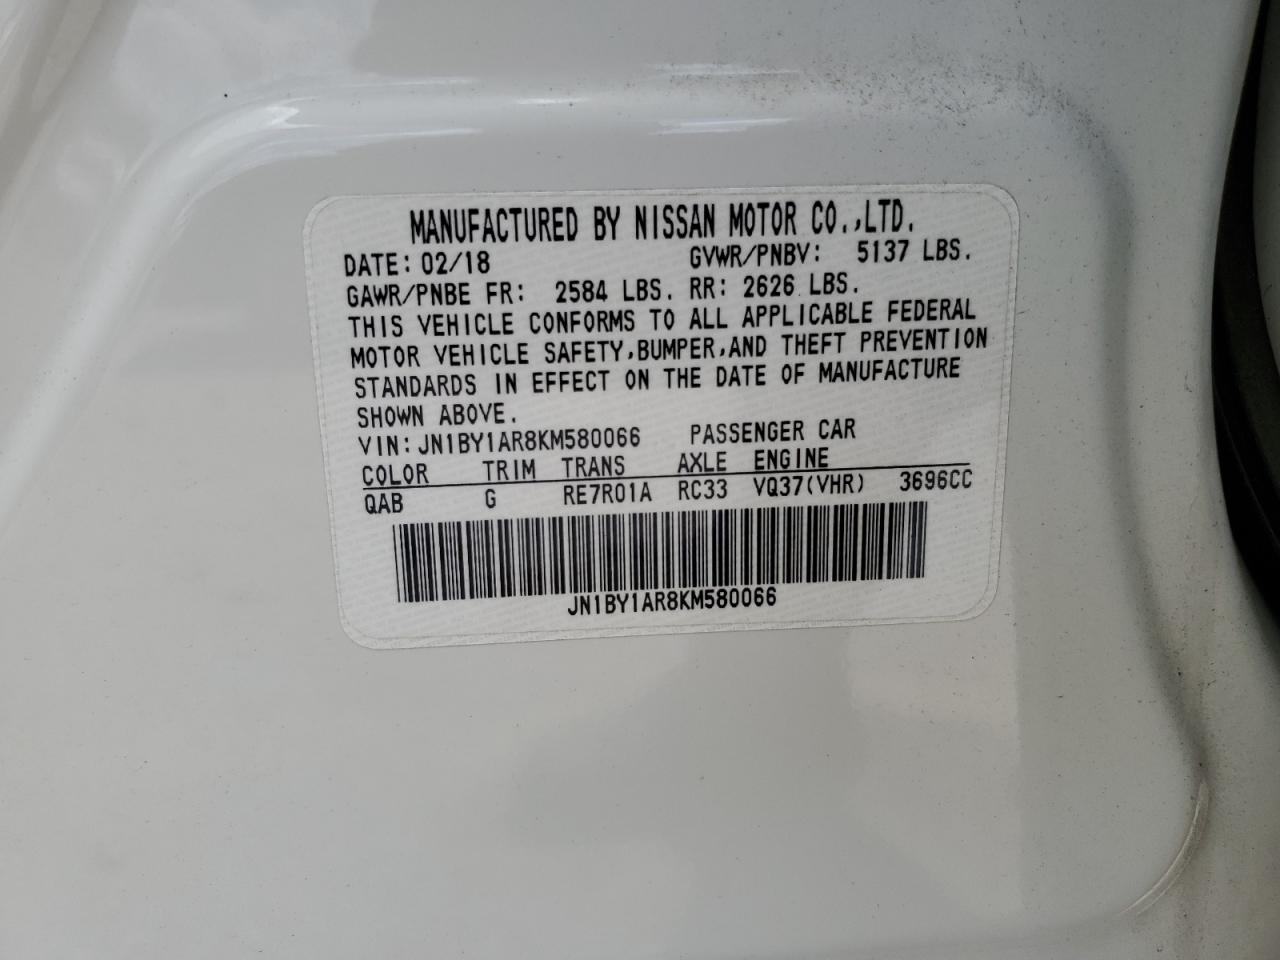 MANUFACTURED BY NISSAN MOTOR CO.,LTD.
DATE: 02/18 GVWR/PNBV: 5137 LBS.
GAWR/PNBE FR: 2584 LBS. RR: 2626 LBS.
THIS VEHICLE CONFORMS TO ALL APPLICABLE FEDERAL
MOTOR VEHICLE SAFETY,BUMPER,AND THEFT PREVENTION
STANDARDS IN EFFECT ON THE DATE OF MANUFACTURE
SHOWN ABOVE.
VIN: JN1BY1AR8KM580066 PASSENGER CAR
COLOR TRIM TRANS AXLE ENGINE
QAB G RE7R01A RC33 VQ37(VHR) 3696CC
JN1BY1AR8KM580066